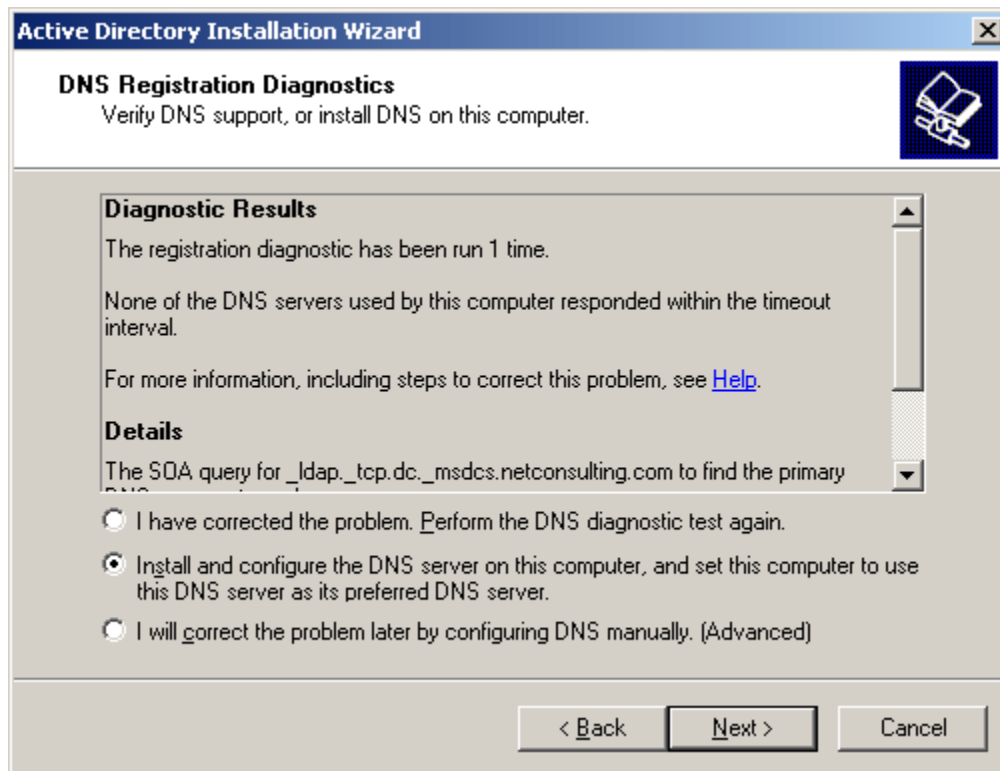 Active Directory Installation Wizard
DNS Registration Diagnostics
Verify DNS support, or install DNS on this computer.
Diagnostic Results
The registration diagnostic has been run 1 time.
None of the DNS servers used by this computer responded within the timeout
interval.
For more information, including steps to correct this problem, see Help.
Details
The SOA query for _ldap._tcp.dc._msdcs.netconsulting.com to find the primary
I have corrected the problem. Perform the DNS diagnostic test again.
Install and configure the DNS server on this computer, and set this computer to use
this DNS server as its preferred DNS server.
I will correct the problem later by configuring DNS manually. (Advanced)
< Back
Next >
Cancel